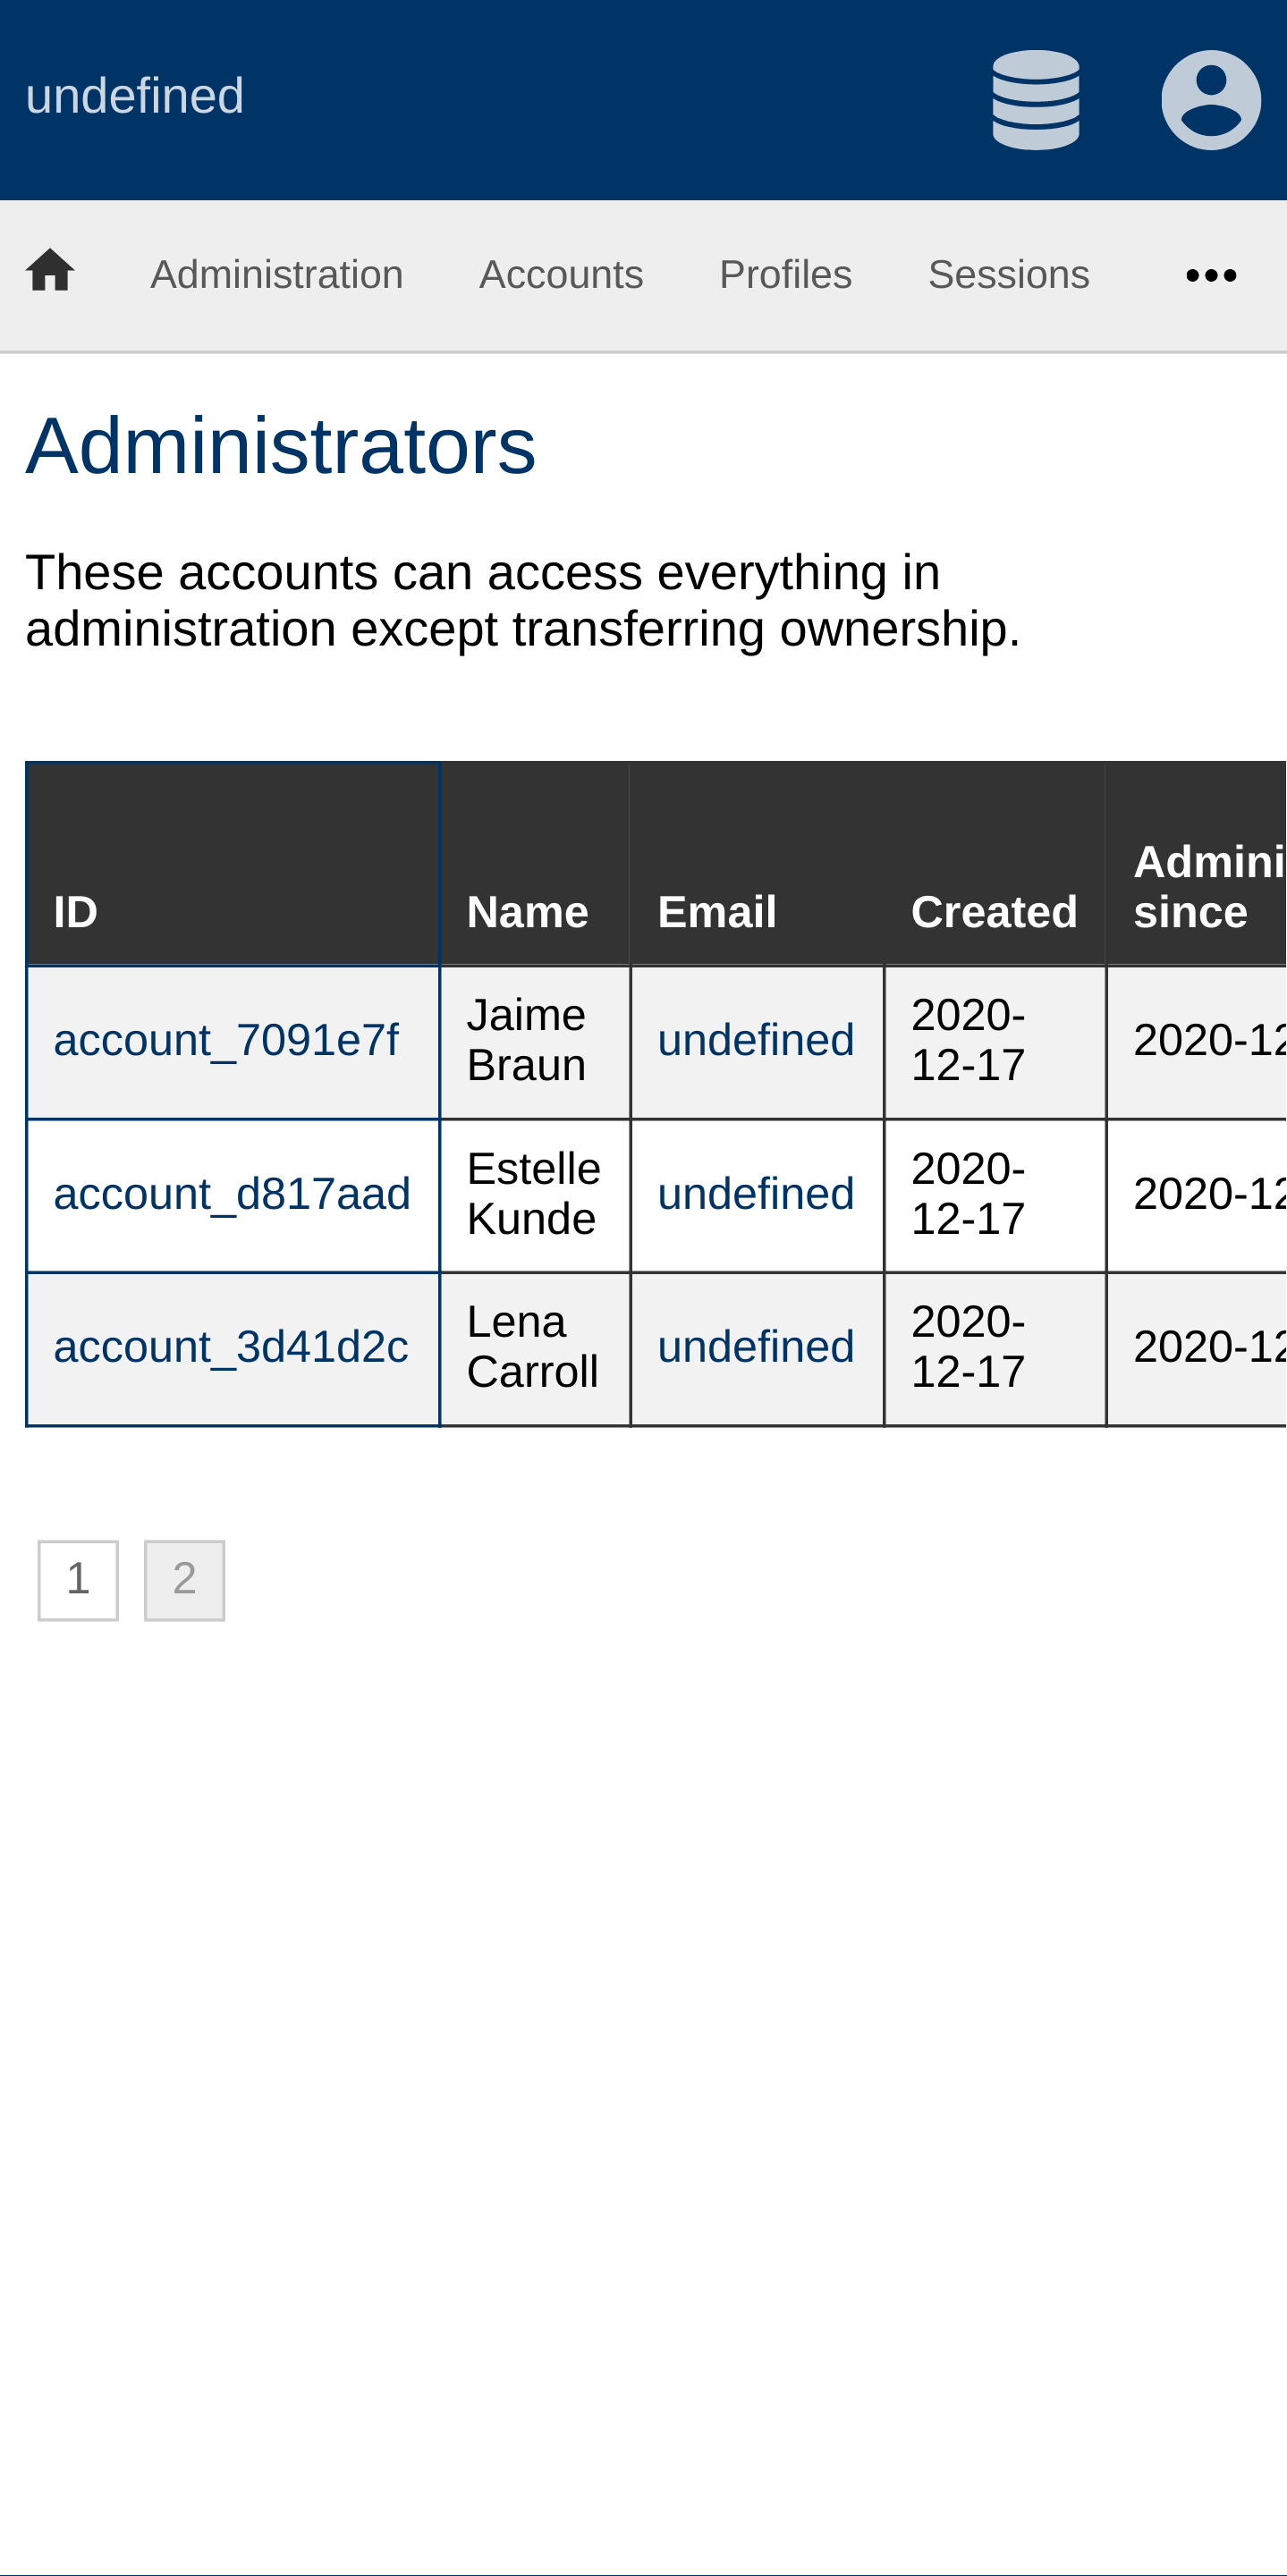 undefined
Administration Accounts Profiles Sessions •••
Administrators
These accounts can access everything in
administration except transferring ownership.
ID Name Email Created Admini
since
account_7091e7f Jaime Braun undefined 2020-12-17 2020-12
account_d817aad Estelle Kunde undefined 2020-12-17 2020-12
account_3d41d2c Lena Carroll undefined 2020-12-17 2020-12
1 2